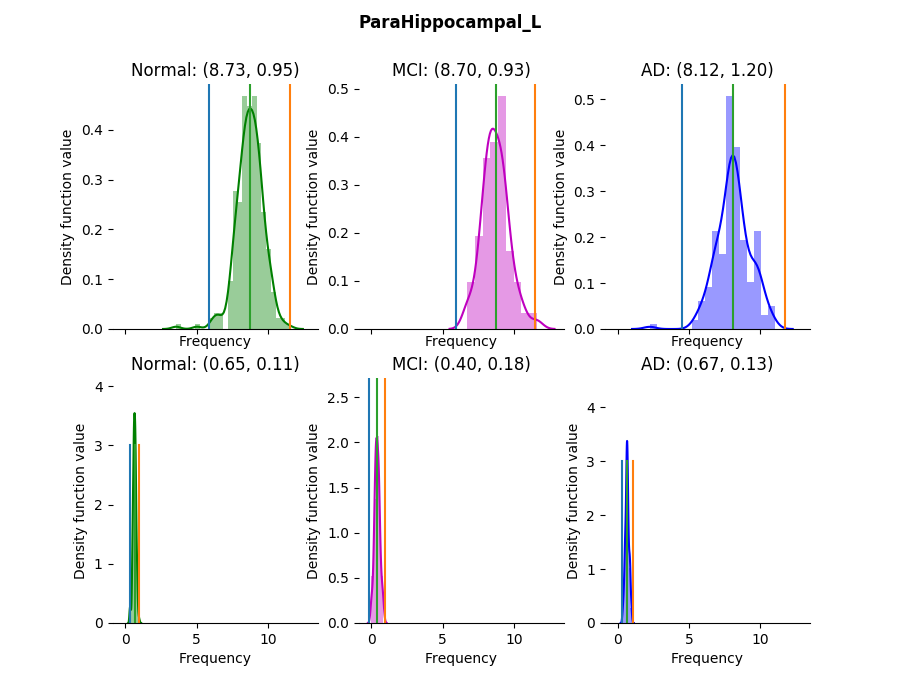 ParaHippocampal_L
Normal: (8.73, 0.95)
MCI: (8.70, 0.93)
AD: (8.12, 1.20)
Density function value
0.4
0.3
0.2
0.1
0.0
Frequency
Density function value
0.5
0.4
0.3
0.2
0.1
0.0
Frequency
Density function value
0.5
0.4
0.3
0.2
0.1
0.0
Frequency
Normal: (0.65, 0.11)
MCI: (0.40, 0.18)
AD: (0.67, 0.13)
Density function value
4
3
2
1
0
0 5 10
Frequency
Density function value
2.5
2.0
1.5
1.0
0.5
0.0
0 5 10
Frequency
Density function value
4
3
2
1
0
0 5 10
Frequency